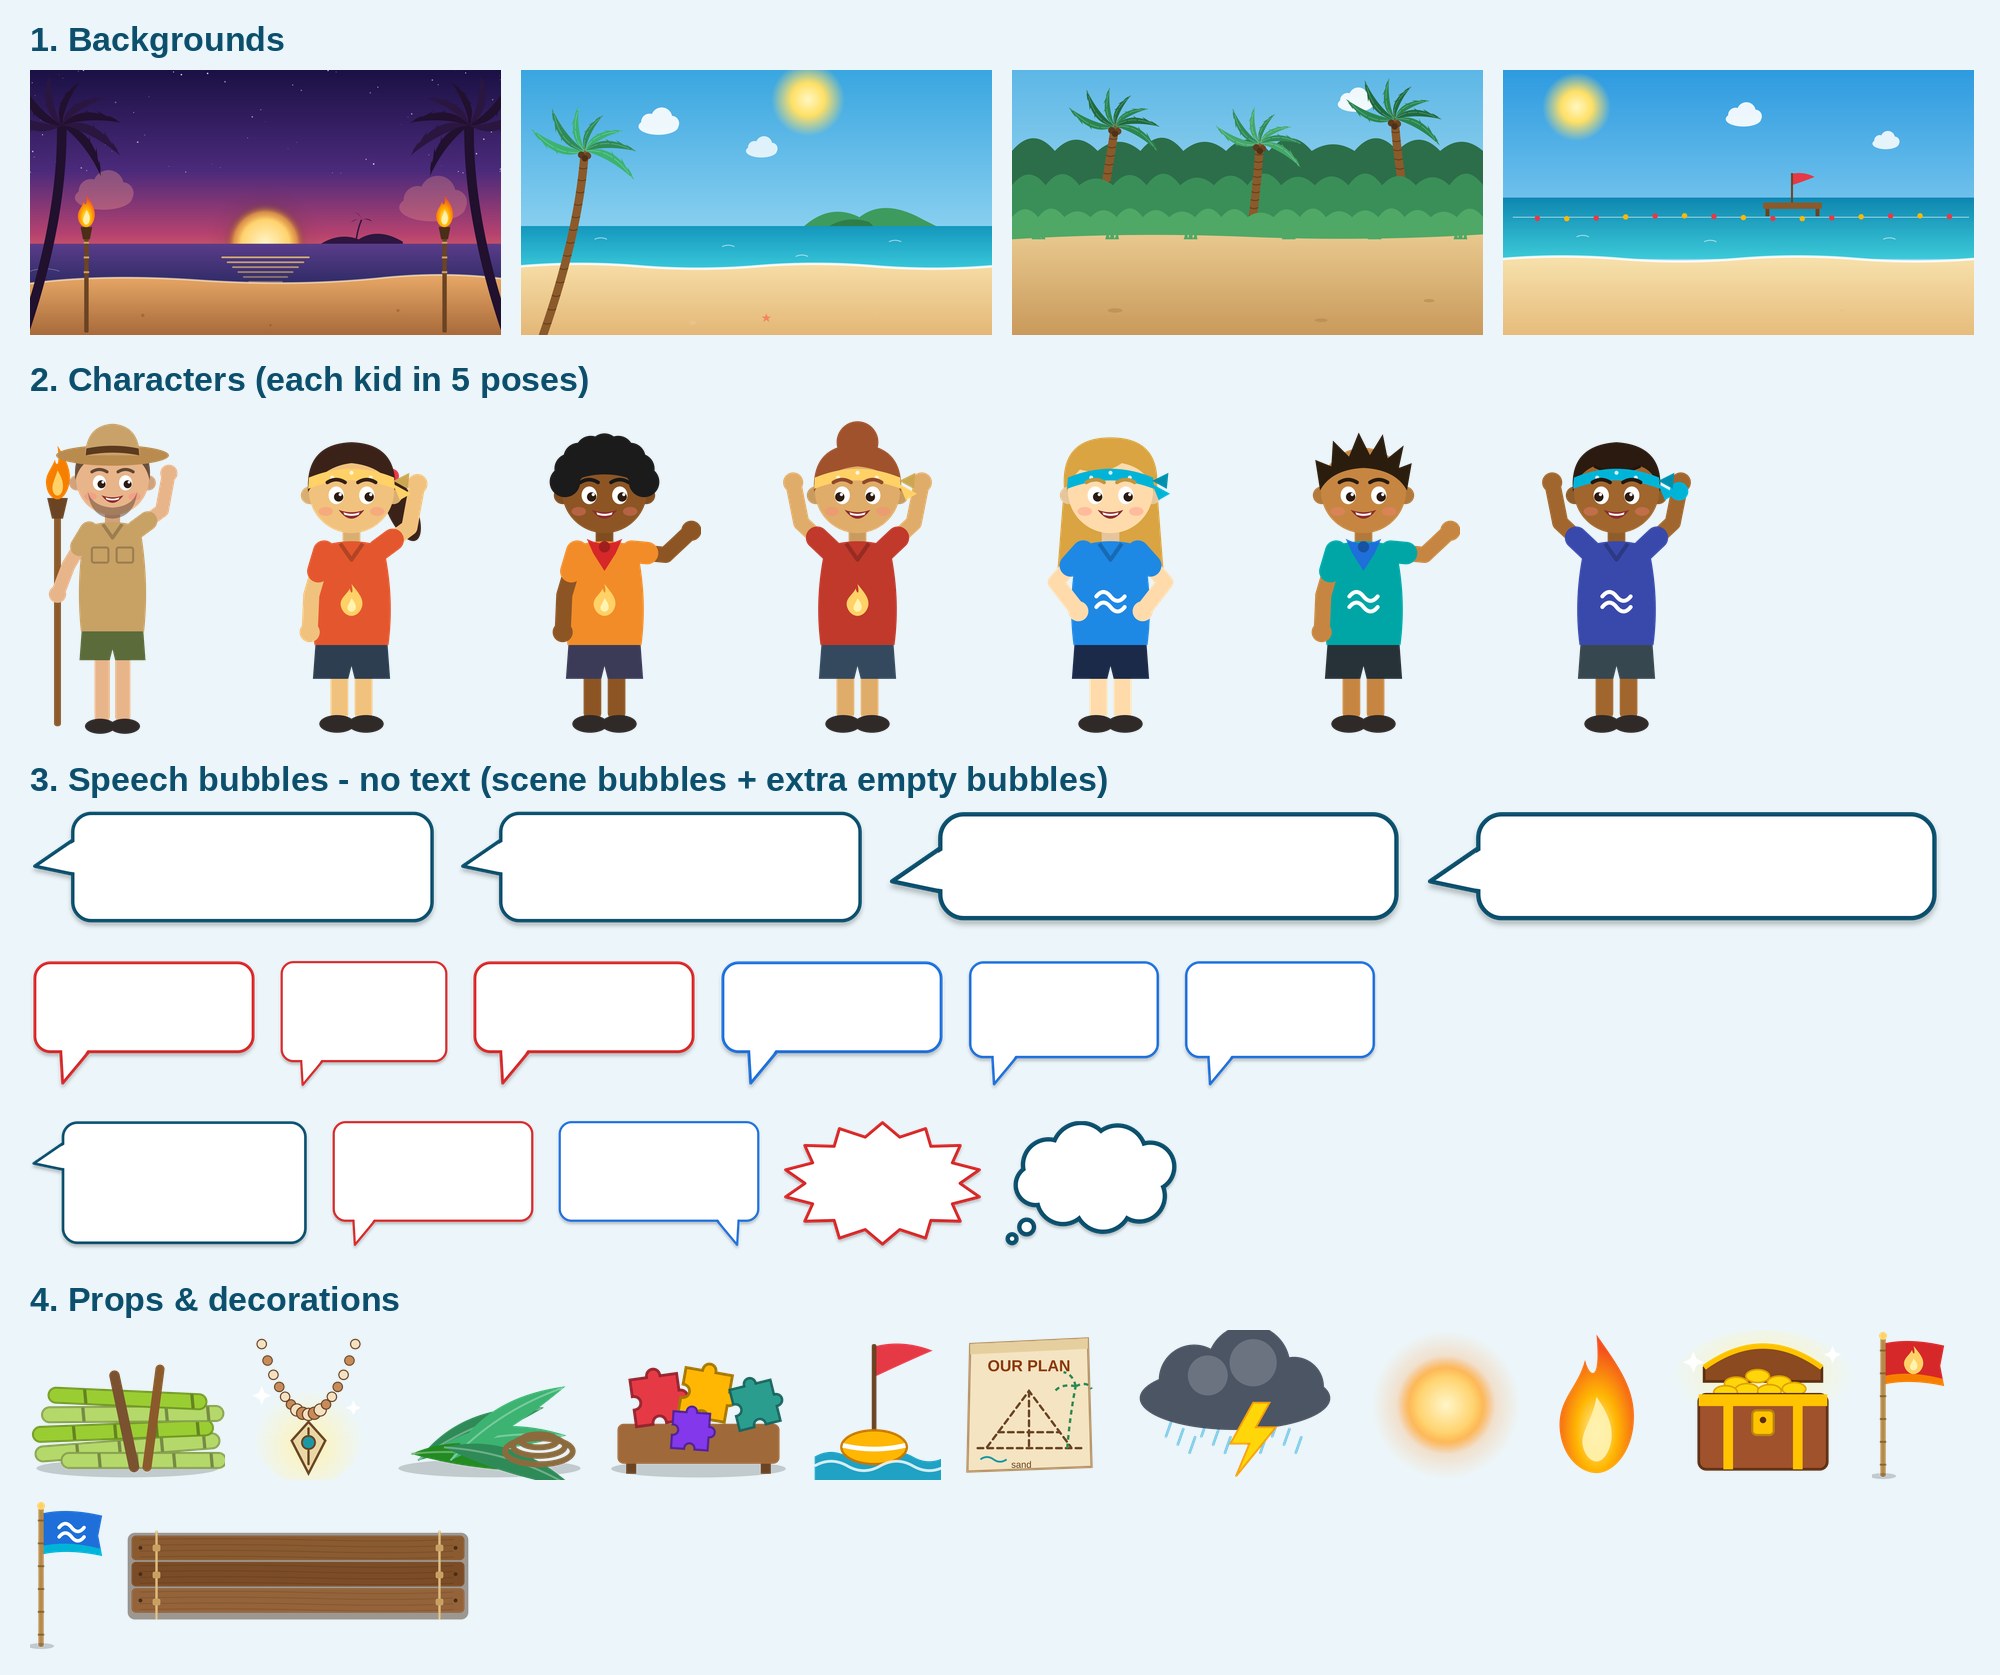 1. Backgrounds
2. Characters (each kid in 5 poses)
3. Speech bubbles - no text (scene bubbles + extra empty bubbles)
4. Props & decorations
OUR PLAN
sand